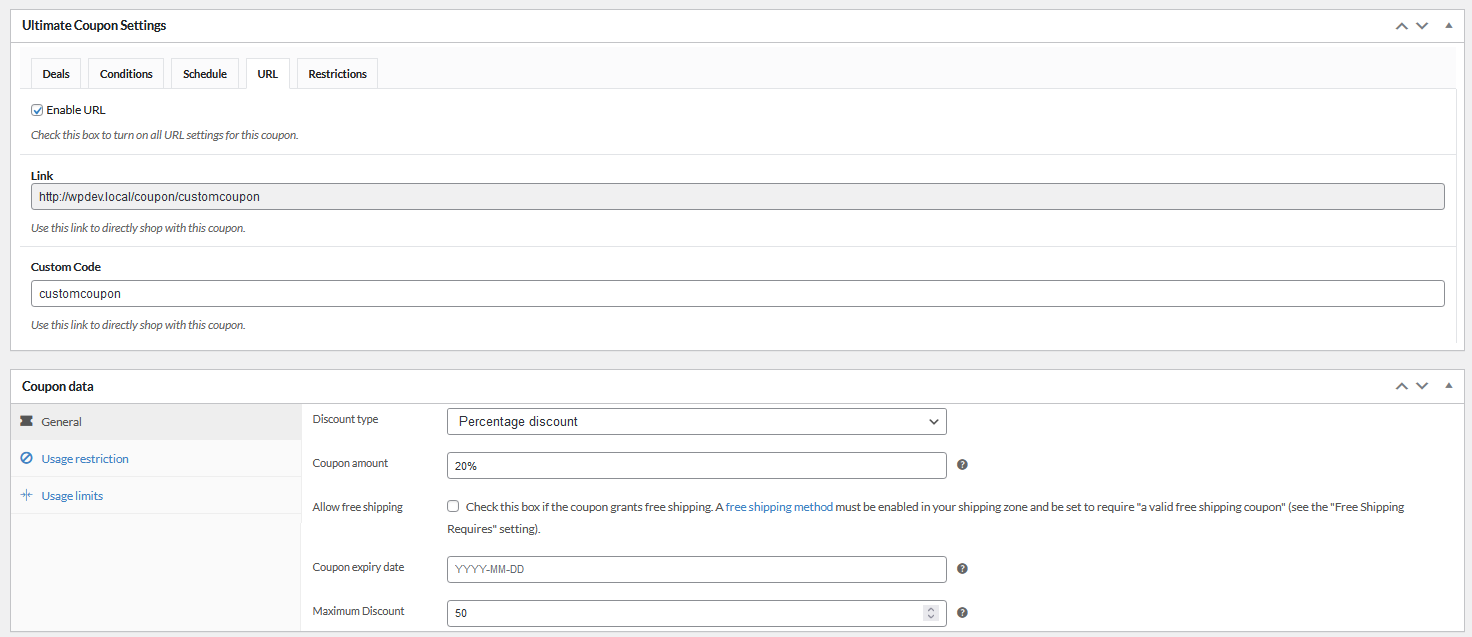 Ultimate Coupon Settings
Deals
Conditions
Schedule
URL
Restrictions
Enable URL
Check this box to turn on all URL settings for this coupon.
Link
http://wpdev.local/coupon/customcoupon
Use this link to directly shop with this coupon.
Custom Code
customcoupon
Use this link to directly shop with this coupon.
Coupon data
General
Usage restriction
Usage limits
Discount type
Percentage discount
Coupon amount
20%
Allow free shipping
Check this box if the coupon grants free shipping. A free shipping method must be enabled in your shipping zone and be set to require "a valid free shipping coupon" (see the "Free Shipping
Requires" setting).
Coupon expiry date
YYYY-MM-DD
Maximum Discount
50